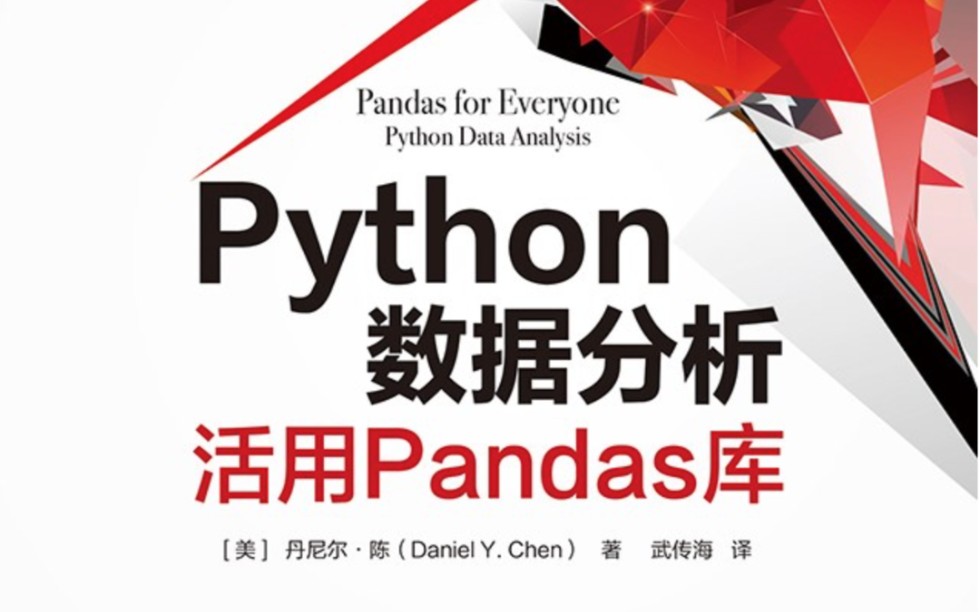 Pandas for Everyone
Python Data Analysis
Python
数据分析
活用Pandas库
[美] 丹尼尔·陈（Daniel Y. Chen） 著 武传海 译